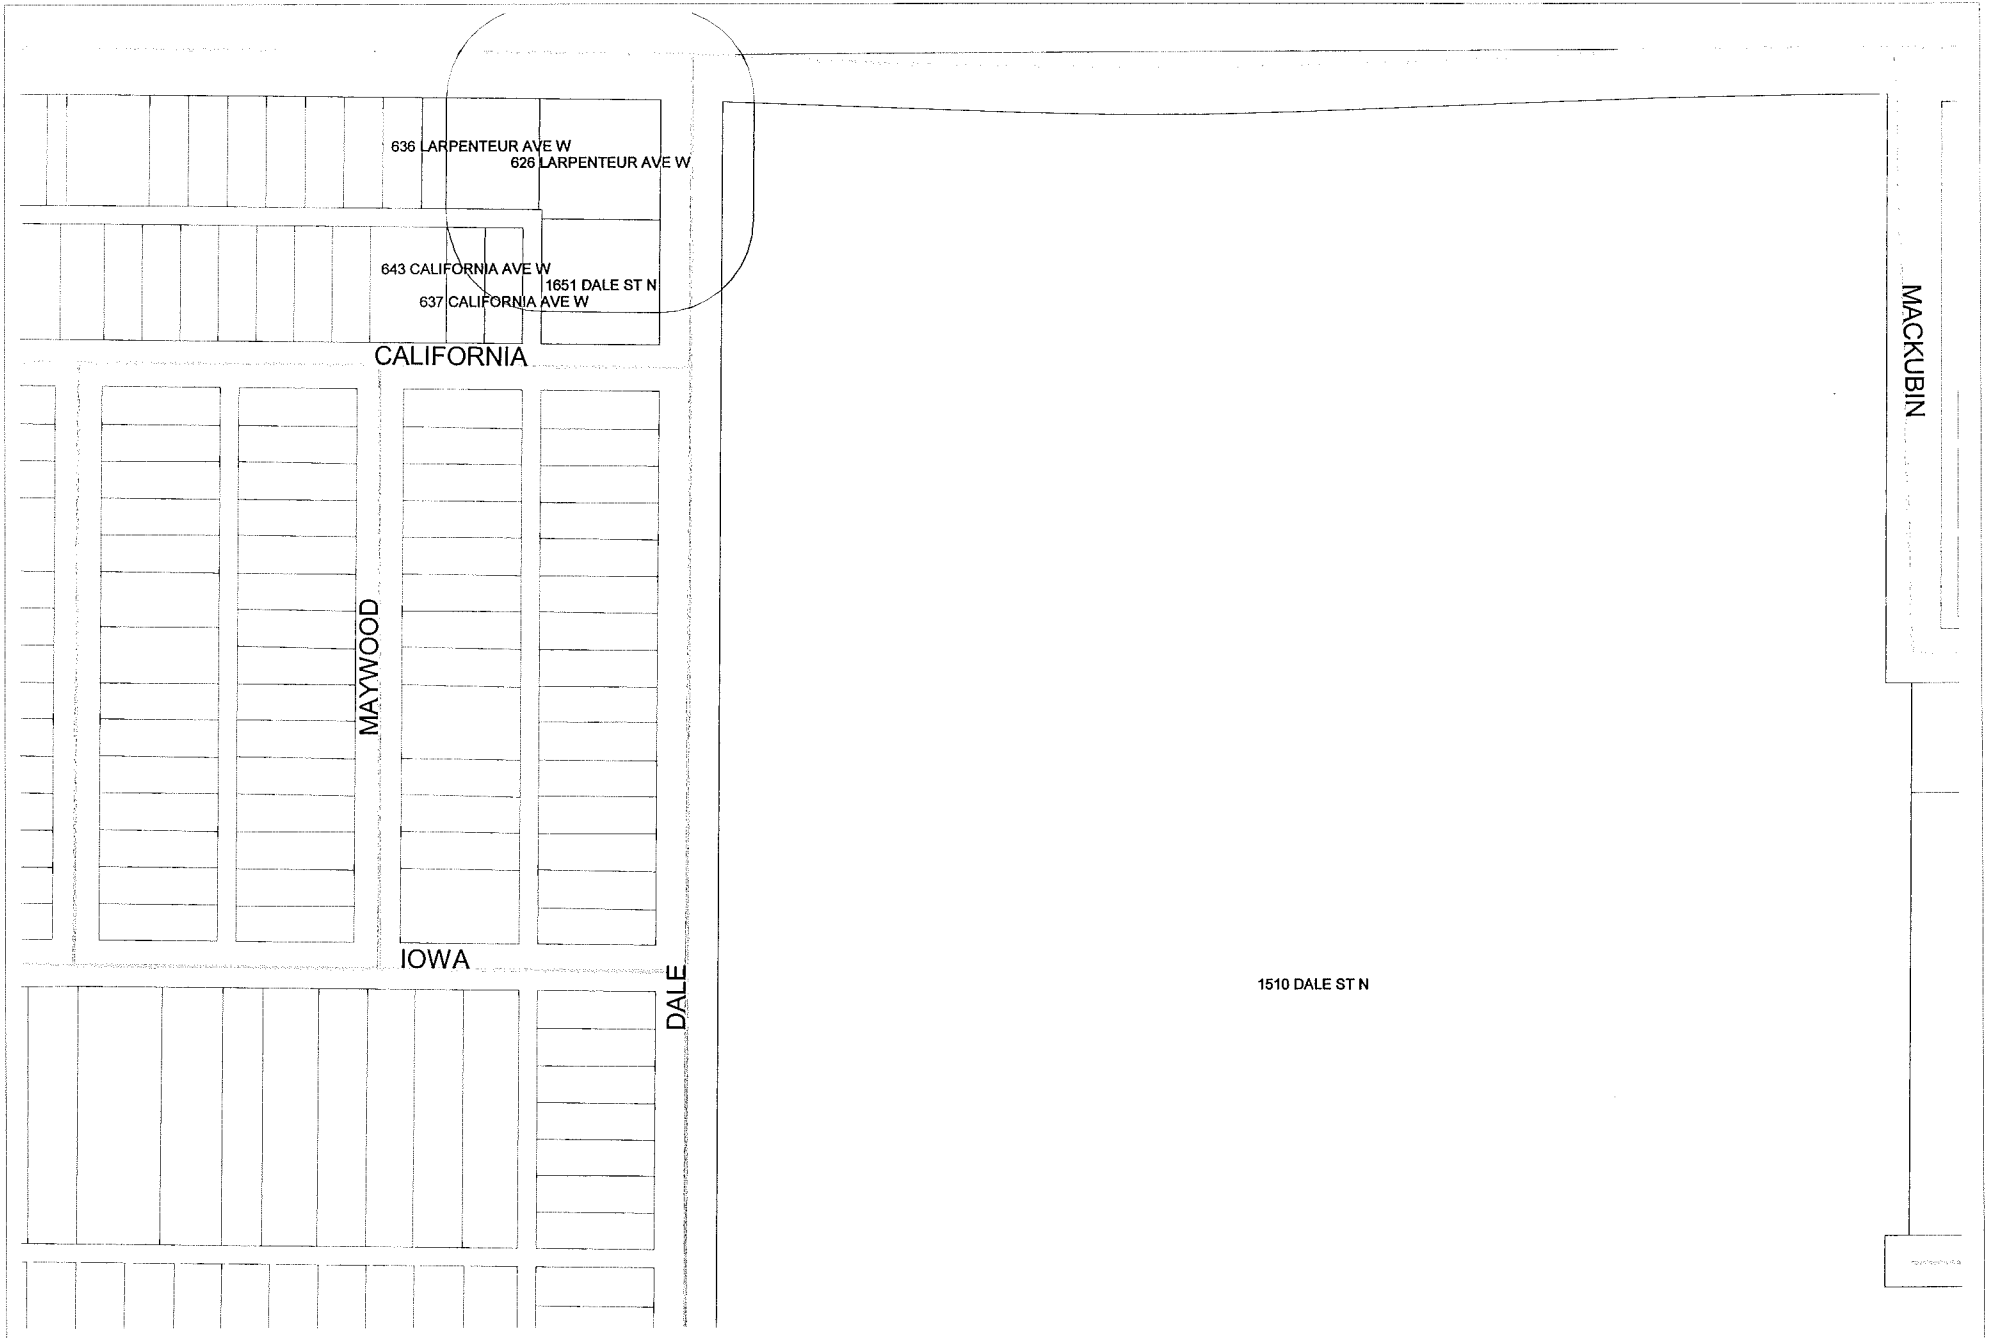 636 LARPENTEUR AVE W
626 LARPENTEUR AVE W
643 CALIFORNIA AVE W
1651 DALE ST N
637 CALIFORNIA AVE W
CALIFORNIA
MACKUBIN
MAYWOOD
IOWA
DALE
1510 DALE ST N